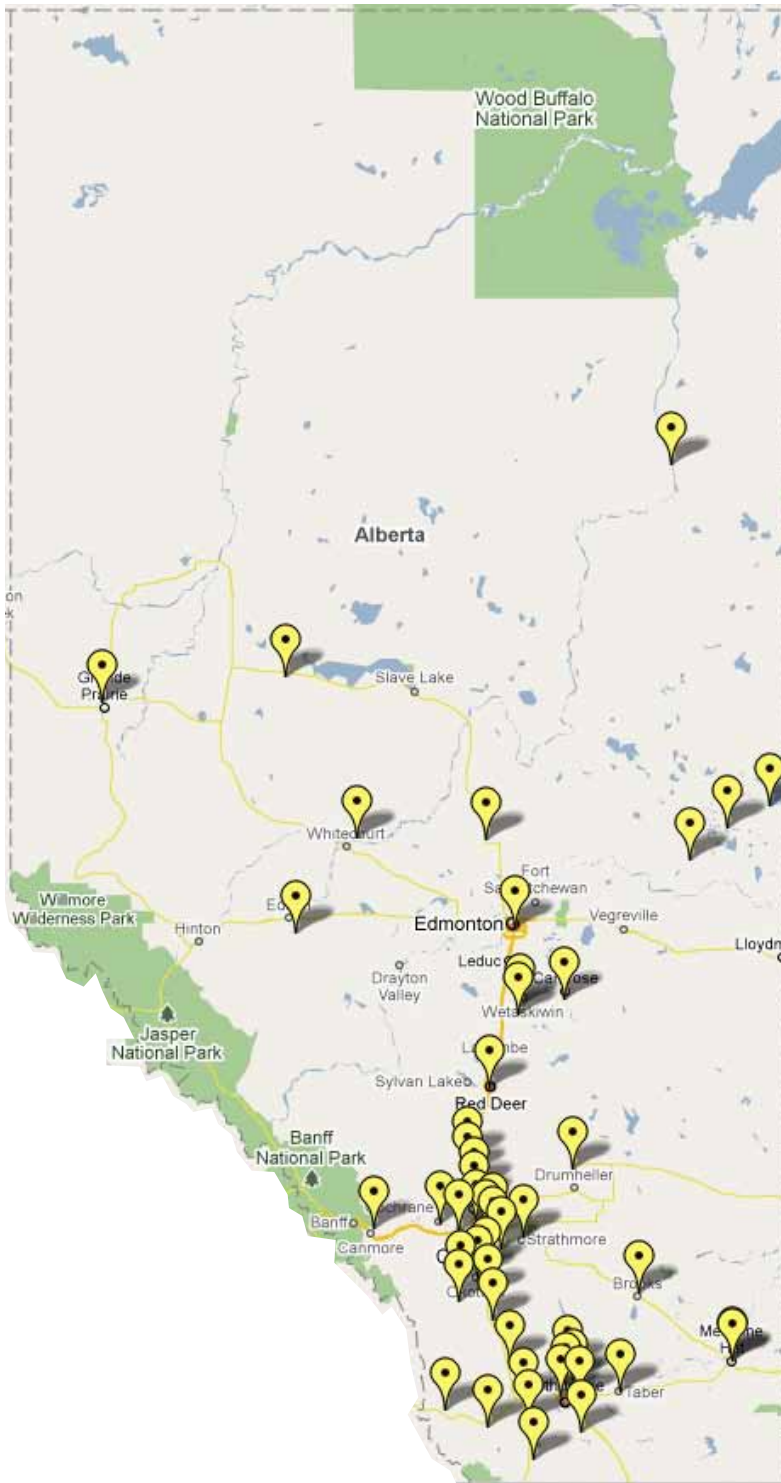 Wood Buffalo
National Park
Alberta
Slave Lake
Prairie
Whitecourt
Fort
Willmore
Wilderness Park
Hinton
Edmonton
Vegreville
Leduc
Drayton
Valley
Wetaskiwin
Jasper
National Park
Sylvan Lake
Red Deer
Banff
National Park
Drumheller
Banff
Canmore
Strathmore
Brooks
Taber